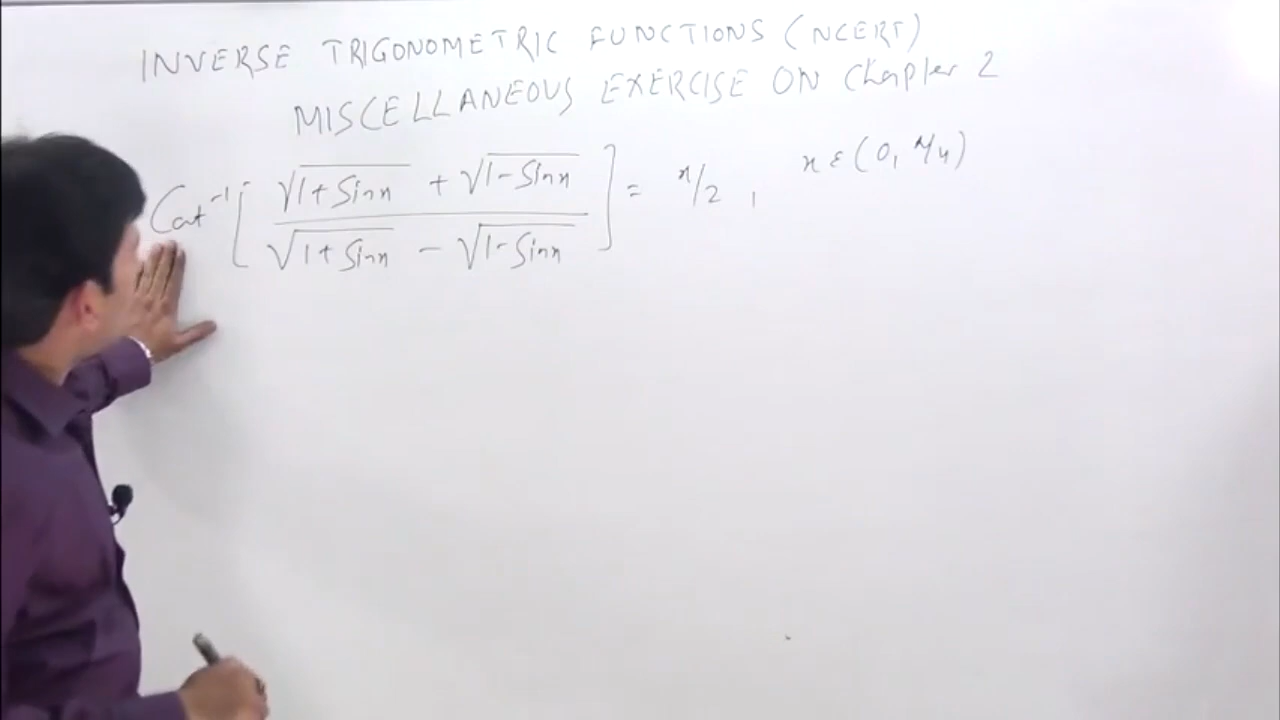 INVERSE TRIGONOMETRIC FUNCTIONS (NCERT)
MISCELLANEOUS EXERCISE ON Chapter 2
Cot⁻¹ [ (√(1+Sinx) + √(1-Sinx)) / (√(1+Sinx) - √(1-Sinx)) ] = x/2 , x ε (0, π/4)